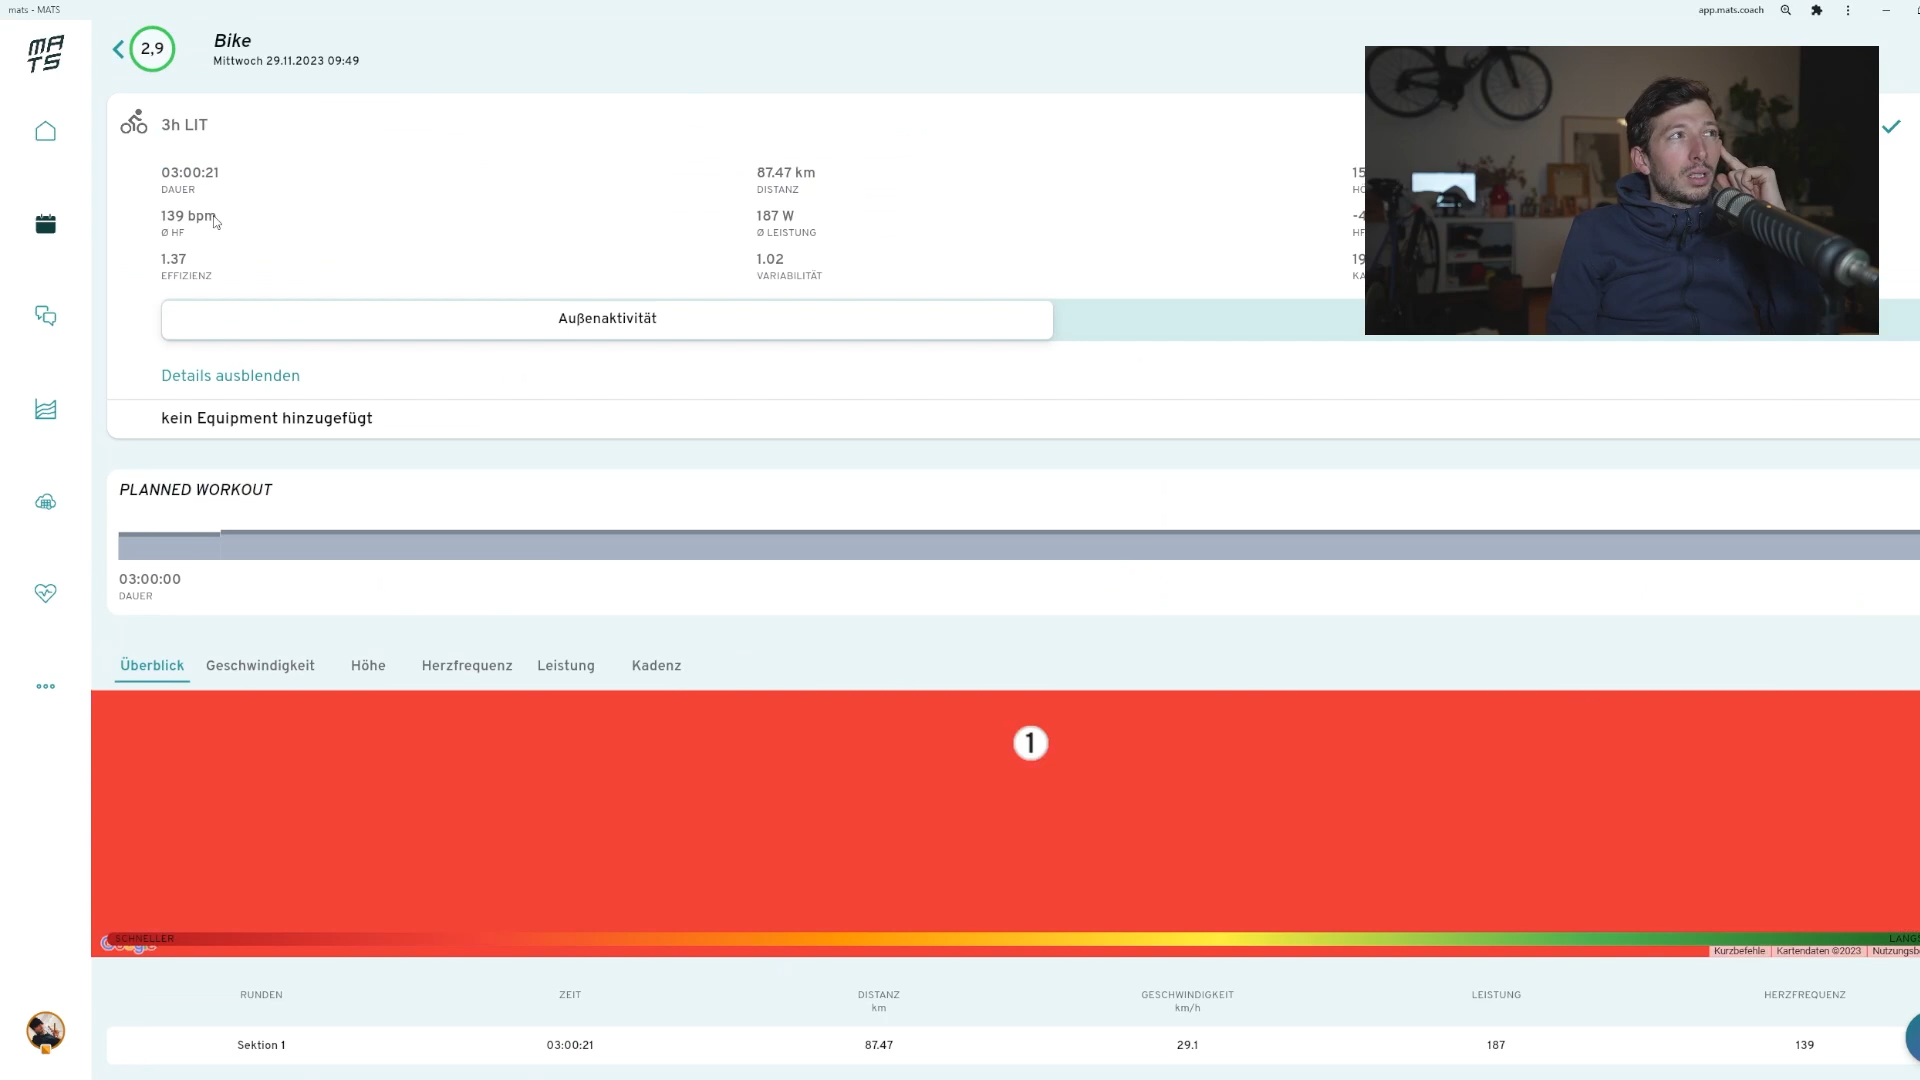 mats - MATS
app.mats.coach
MATS
2,9
Bike
Mittwoch 29.11.2023 09:49
3h LIT
03:00:21
DAUER
87.47 km
DISTANZ
139 bpm
Ø HF
187 W
Ø LEISTUNG
1.37
EFFIZIENZ
1.02
VARIABILITÄT
Außenaktivität
Details ausblenden
kein Equipment hinzugefügt
PLANNED WORKOUT
03:00:00
DAUER
Überblick Geschwindigkeit Höhe Herzfrequenz Leistung Kadenz
1
SCHNELLER
Google
Kurzbefehle Kartendaten ©2023
RUNDEN ZEIT DISTANZ GESCHWINDIGKEIT LEISTUNG HERZFREQUENZ
km km/h
Sektion 1 03:00:21 87.47 29.1 187 139